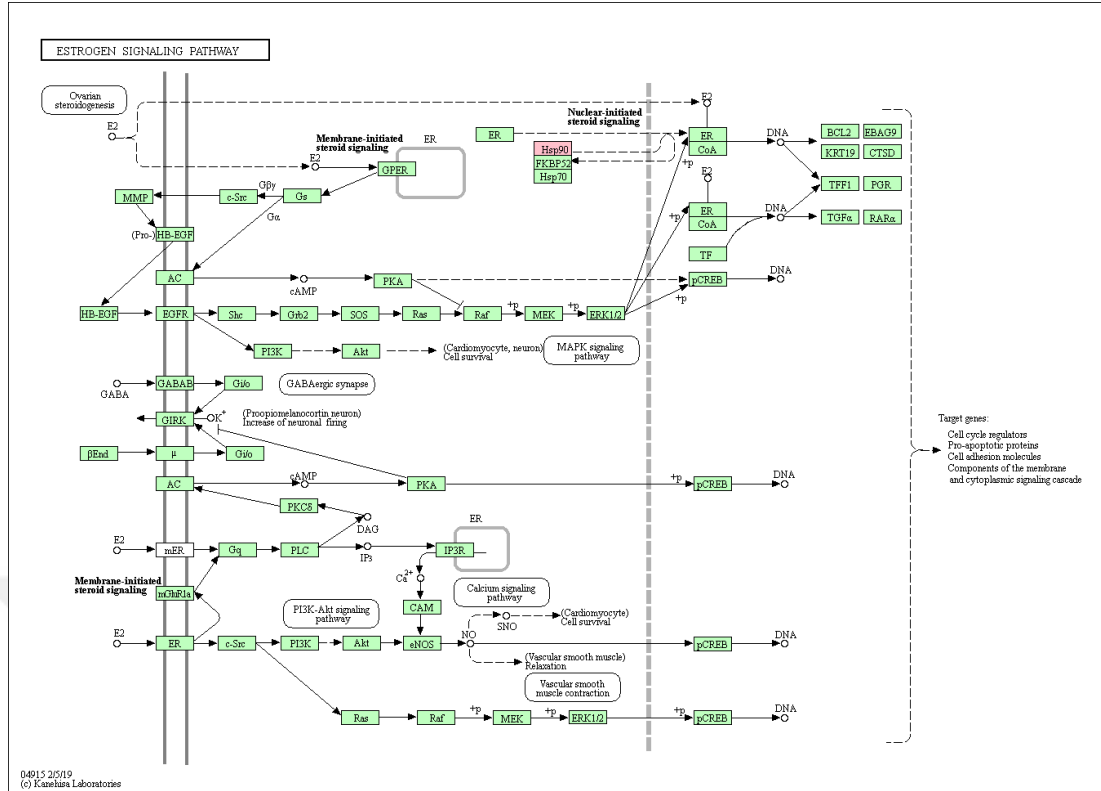 ESTROGEN SIGNALING PATHWAY
Ovarian
steroidogenesis
E2
E2
Nuclear-initiated
steroid signaling
Membrane-initiated
steroid signaling
ER
ER
ER
CoA
DNA
BCL2
EBAG9
KRT19
CTSD
Hsp90
FKBP52
Hsp70
E2
GPER
+p
E2
TFF1
PGR
MMP
c-Src
Gβγ
Gs
Gα
ER
CoA
+p
DNA
TGFα
RARα
(Pro-)
HB-EGF
TF
AC
cAMP
PKA
pCREB
DNA
+p
HB-EGF
EGFR
Shc
Grb2
SOS
Ras
Raf
+p
MEK
+p
ERK1/2
PI3K
Akt
(Cardiomyocyte, neuron)
Cell survival
MAPK signaling
pathway
GABA
GABAB
Gi/o
GABAergic synapse
GIRK
K+
(Proopiomelanocortin neuron)
Increase of neuronal firing
βEnd
μ
Gi/o
Target genes:
Cell cycle regulators
Pro-apoptotic proteins
Cell adhesion molecules
Components of the membrane
and cytoplasmic signaling cascade
AC
cAMP
PKA
+p
pCREB
DNA
PKCδ
DAG
ER
E2
mER
Gq
PLC
IP3
IP3R
Membrane-initiated
steroid signaling
mGluR1a
Ca2+
CAM
Calcium signaling
pathway
PI3K-Akt signaling
pathway
SNO
(Cardiomyocyte)
Cell survival
E2
ER
c-Src
PI3K
Akt
eNOS
NO
pCREB
DNA
(Vascular smooth muscle)
Relaxation
Vascular smooth
muscle contraction
Ras
Raf
+p
MEK
+p
ERK1/2
+p
pCREB
DNA
04915 2/5/19
(c) Kanehisa Laboratories